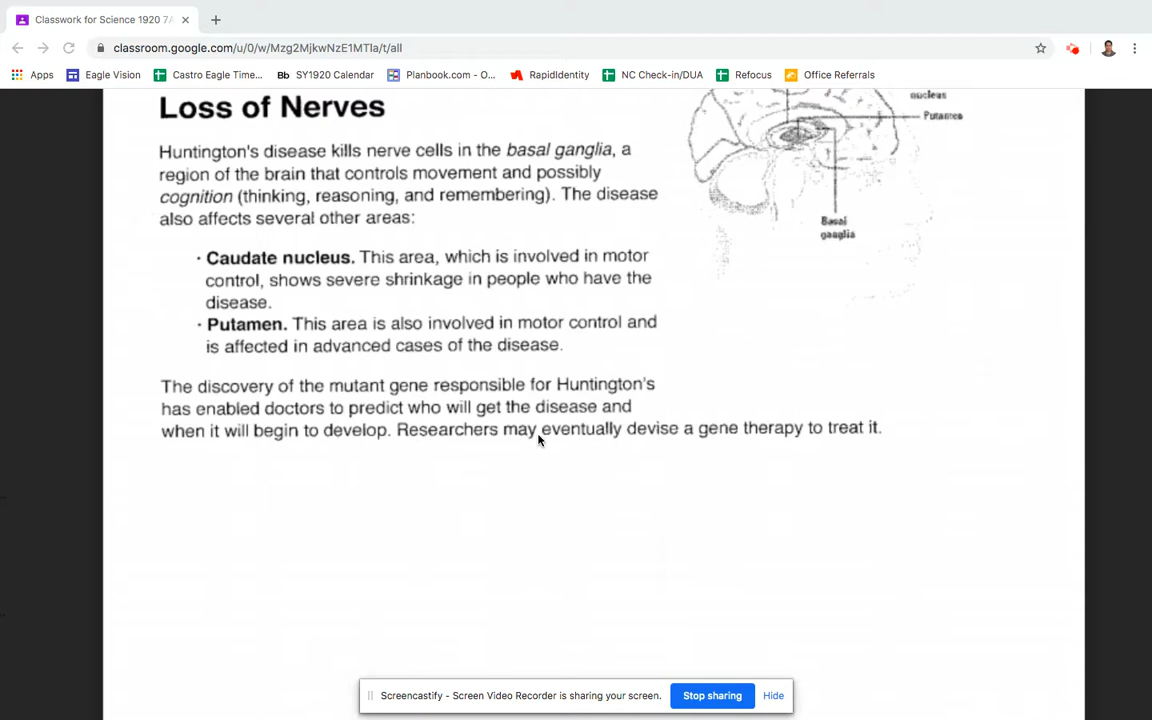 Classwork for Science 1920 7A
classroom.google.com/u/0/w/Mzg2MjkwNzE1MTla/t/all
Apps Eagle Vision Castro Eagle Time... Bb SY1920 Calendar Planbook.com - O... RapidIdentity NC Check-in/DUA Refocus Office Referrals
nucleus
Putamen
Basal
ganglia
Loss of Nerves
Huntington's disease kills nerve cells in the basal ganglia, a
region of the brain that controls movement and possibly
cognition (thinking, reasoning, and remembering). The disease
also affects several other areas:
· Caudate nucleus. This area, which is involved in motor
control, shows severe shrinkage in people who have the
disease.
· Putamen. This area is also involved in motor control and
is affected in advanced cases of the disease.
The discovery of the mutant gene responsible for Huntington's
has enabled doctors to predict who will get the disease and
when it will begin to develop. Researchers may eventually devise a gene therapy to treat it.
Screencastify - Screen Video Recorder is sharing your screen. Stop sharing Hide